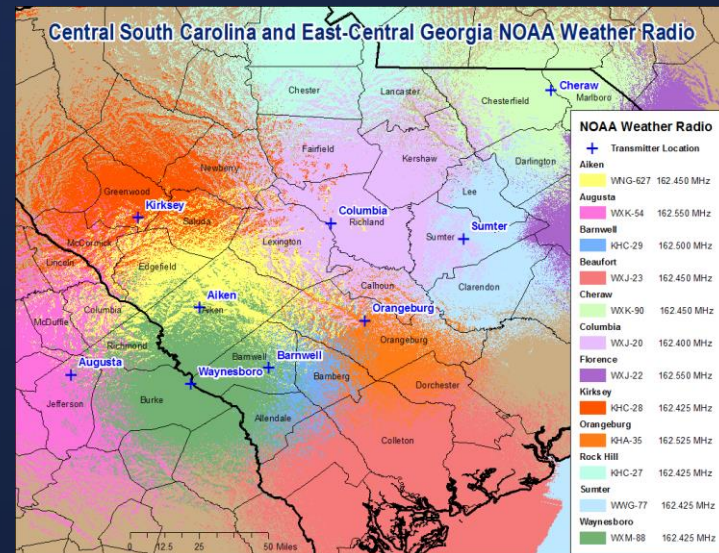 Central South Carolina and East-Central Georgia NOAA Weather Radio
Cheraw
Chester
Lancaster
Chesterfield
Marlboro
Fairfield
Kershaw
Darlington
Newberry
Lee
Greenwood
Kirksey
Saluda
Columbia
Richland
Sumter
Sumter
McCormick
Lexington
Lincoln
Edgefield
Calhoun
Clarendon
Aiken
Aiken
Columbia
McDuffie
Orangeburg
Orangeburg
Richmond
Barnwell
Barnwell
Augusta
Waynesboro
Bamberg
Dorchester
Jefferson
Burke
Allendale
Colleton
0 12.5 25 50 Miles
NOAA Weather Radio
Transmitter Location
Aiken
WNG-627 162.450 MHz
Augusta
WXK-54 162.550 MHz
Barnwell
KHC-29 162.500 MHz
Beaufort
WXJ-23 162.450 MHz
Cheraw
WXK-90 162.450 MHz
Columbia
WXJ-20 162.400 MHz
Florence
WXJ-22 162.550 MHz
Kirksey
KHC-28 162.425 MHz
Orangeburg
KHA-35 162.525 MHz
Rock Hill
KHC-27 162.425 MHz
Sumter
WWG-77 162.425 MHz
Waynesboro
WXM-88 162.425 MHz